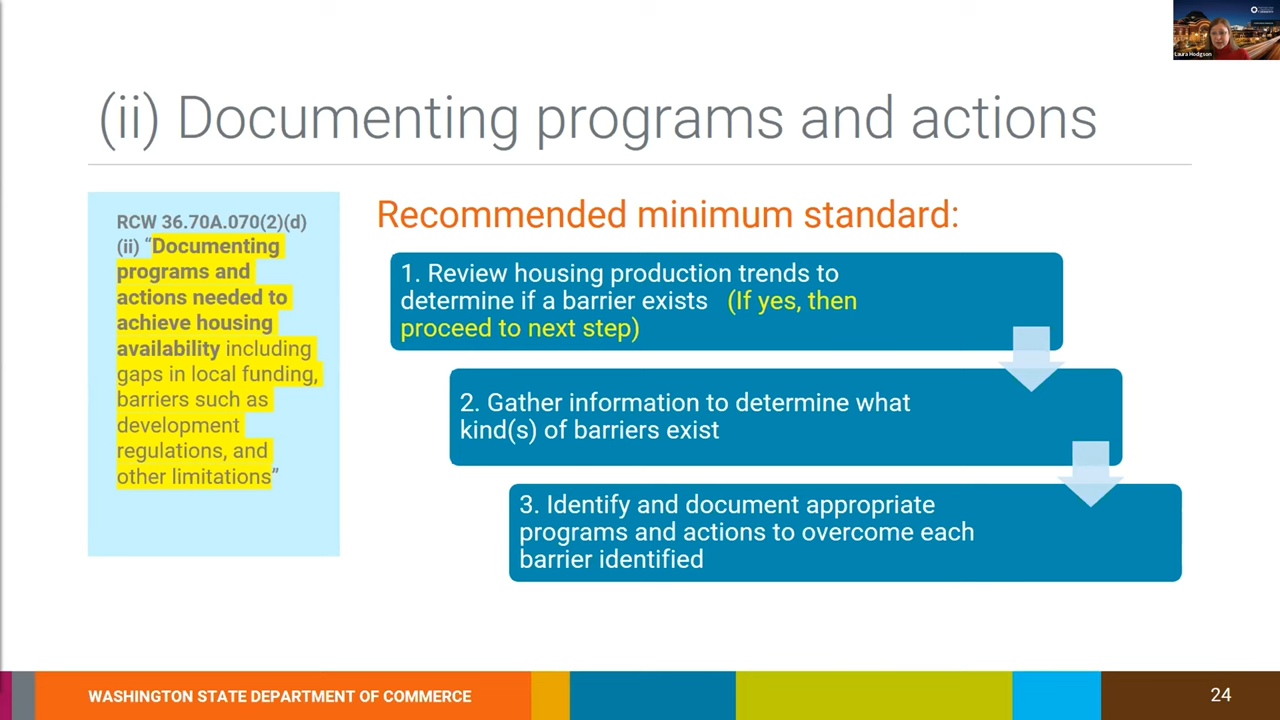 Laura Hodgson
(ii) Documenting programs and actions
RCW 36.70A.070(2)(d)
(ii) “Documenting
programs and
actions needed to
achieve housing
availability including
gaps in local funding,
barriers such as
development
regulations, and
other limitations”
Recommended minimum standard:
1. Review housing production trends to
determine if a barrier exists (If yes, then
proceed to next step)
2. Gather information to determine what
kind(s) of barriers exist
3. Identify and document appropriate
programs and actions to overcome each
barrier identified
WASHINGTON STATE DEPARTMENT OF COMMERCE
24